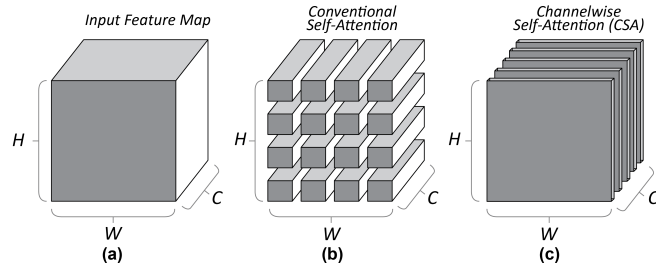 Input Feature Map
Conventional
Self-Attention
Channelwise
Self-Attention (CSA)
H
C
W
(a)
H
C
W
(b)
H
C
W
(c)